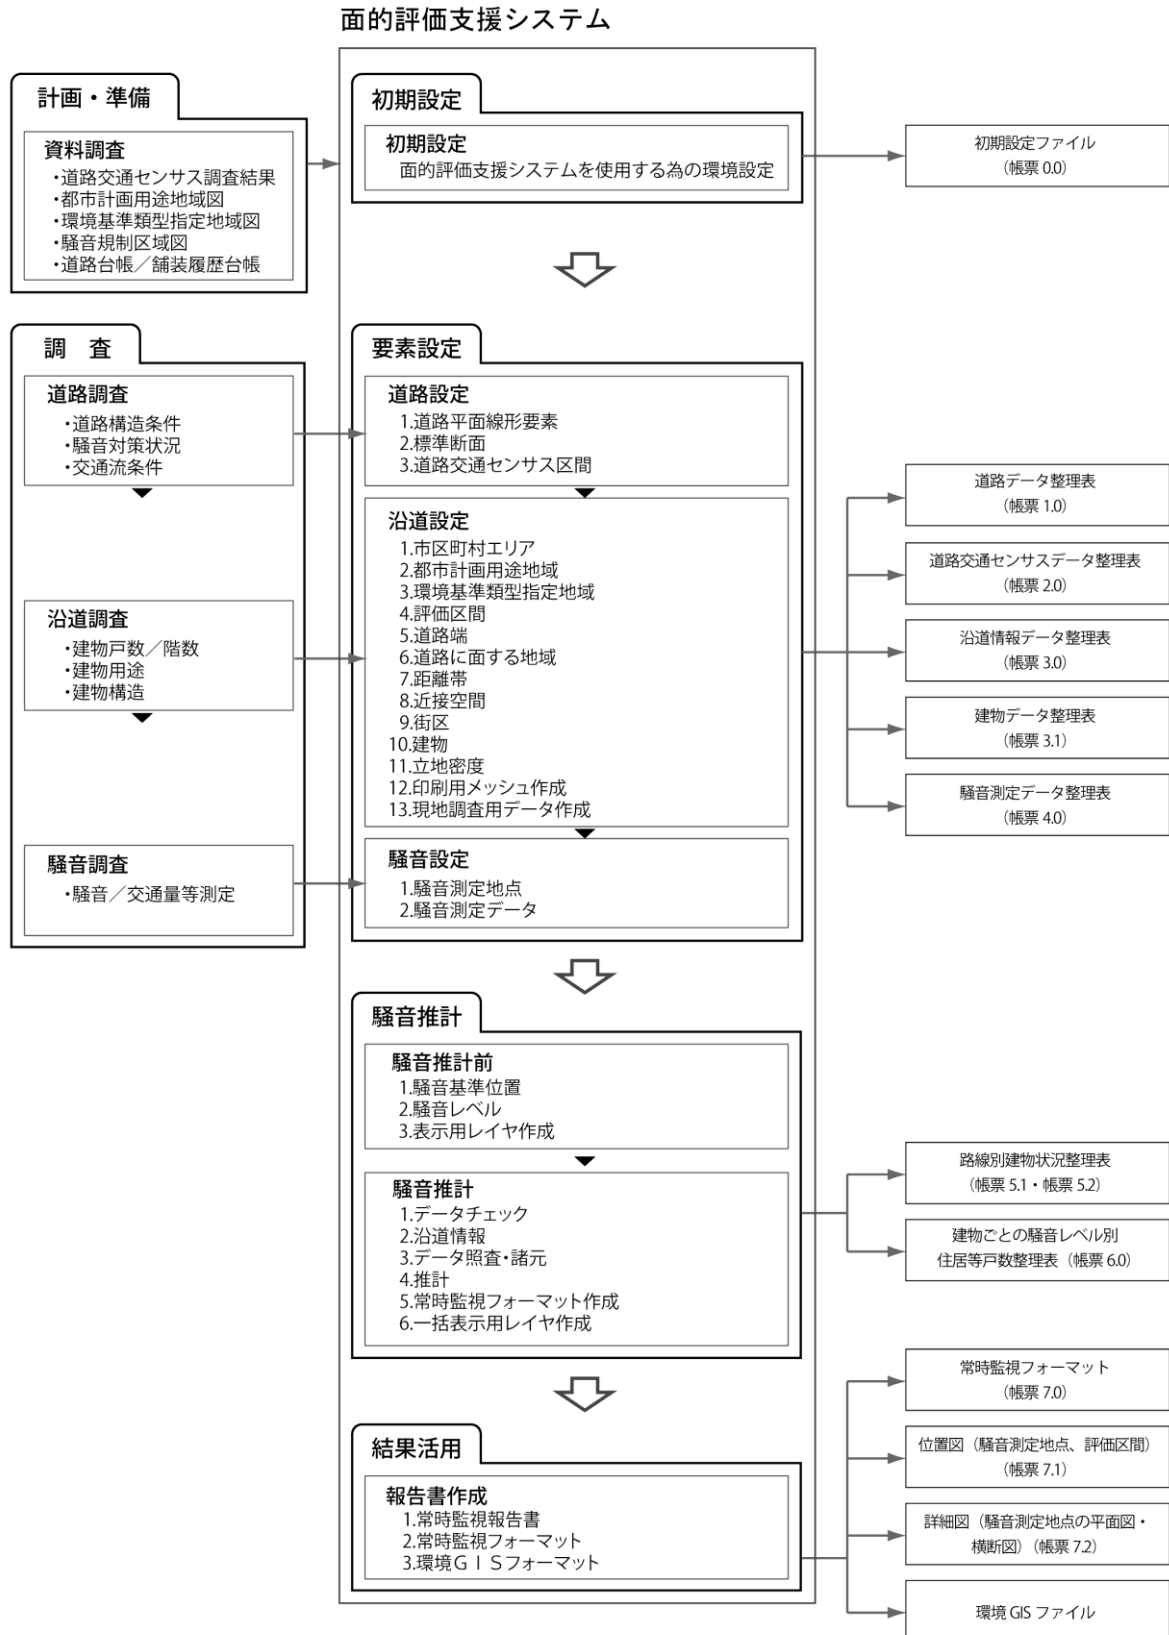 面的評価支援システム
計画・準備
資料調査
・道路交通センサス調査結果
・都市計画用途地域図
・環境基準類型指定地域図
・騒音規制区域図
・道路台帳／舗装履歴台帳
初期設定
初期設定
面的評価支援システムを使用する為の環境設定
初期設定ファイル
（帳票 0.0）
調　査
道路調査
・道路構造条件
・騒音対策状況
・交通流条件
沿道調査
・建物戸数／階数
・建物用途
・建物構造
騒音調査
・騒音／交通量等測定
要素設定
道路設定
1.道路平面線形要素
2.標準断面
3.道路交通センサス区間
沿道設定
1.市区町村エリア
2.都市計画用途地域
3.環境基準類型指定地域
4.評価区間
5.道路端
6.道路に面する地域
7.距離帯
8.近接空間
9.街区
10.建物
11.立地密度
12.印刷用メッシュ作成
13.現地調査用データ作成
騒音設定
1.騒音測定地点
2.騒音測定データ
道路データ整理表
（帳票 1.0）
道路交通センサスデータ整理表
（帳票 2.0）
沿道情報データ整理表
（帳票 3.0）
建物データ整理表
（帳票 3.1）
騒音測定データ整理表
（帳票 4.0）
騒音推計
騒音推計前
1.騒音基準位置
2.騒音レベル
3.表示用レイヤ作成
騒音推計
1.データチェック
2.沿道情報
3.データ照査・諸元
4.推計
5.常時監視フォーマット作成
6.一括表示用レイヤ作成
路線別建物状況整理表
（帳票 5.1・帳票 5.2）
建物ごとの騒音レベル別
住居等戸数整理表（帳票 6.0）
結果活用
報告書作成
1.常時監視報告書
2.常時監視フォーマット
3.環境ＧＩＳフォーマット
常時監視フォーマット
（帳票 7.0）
位置図（騒音測定地点、評価区間）
（帳票 7.1）
詳細図（騒音測定地点の平面図・
横断図）（帳票 7.2）
環境 GIS ファイル